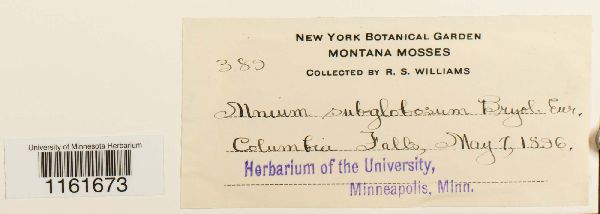 NEW YORK BOTANICAL GARDEN
MONTANA MOSSES
COLLECTED BY R. S. WILLIAMS
389
Mnium subglobosum Bryol. Eur.
Columbia Falls, May 7, 1896.
Herbarium of the University,
Minneapolis, Minn.
University of Minnesota Herbarium
1161673